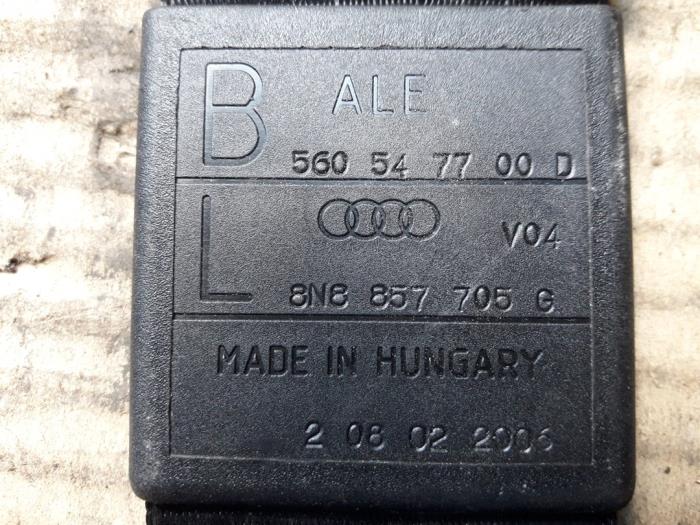 B ALE
560 54 77 00 D
L V04
8N8 857 705 G
MADE IN HUNGARY
2 08 02 2006